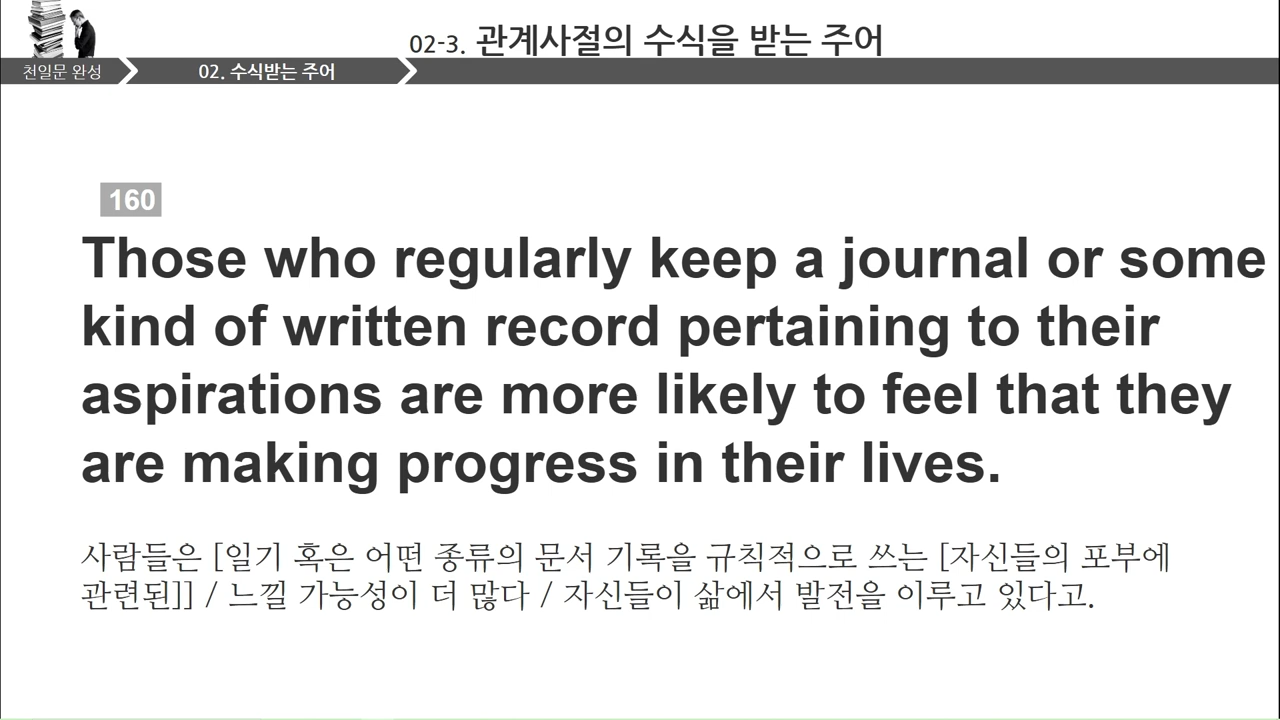 02-3. 관계사절의 수식을 받는 주어
천일문 완성
02. 수식받는 주어
160
Those who regularly keep a journal or some
kind of written record pertaining to their
aspirations are more likely to feel that they
are making progress in their lives.
사람들은 [일기 혹은 어떤 종류의 문서 기록을 규칙적으로 쓰는 [자신들의 포부에
관련된]] / 느낄 가능성이 더 많다 / 자신들이 삶에서 발전을 이루고 있다고.